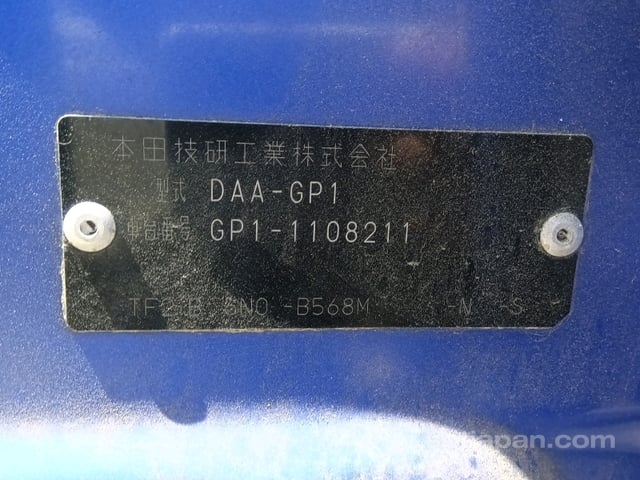 本田技研工業株式会社
型式 DAA-GP1
車台番号 GP1-1108211
-B568M -N -S
japan.com